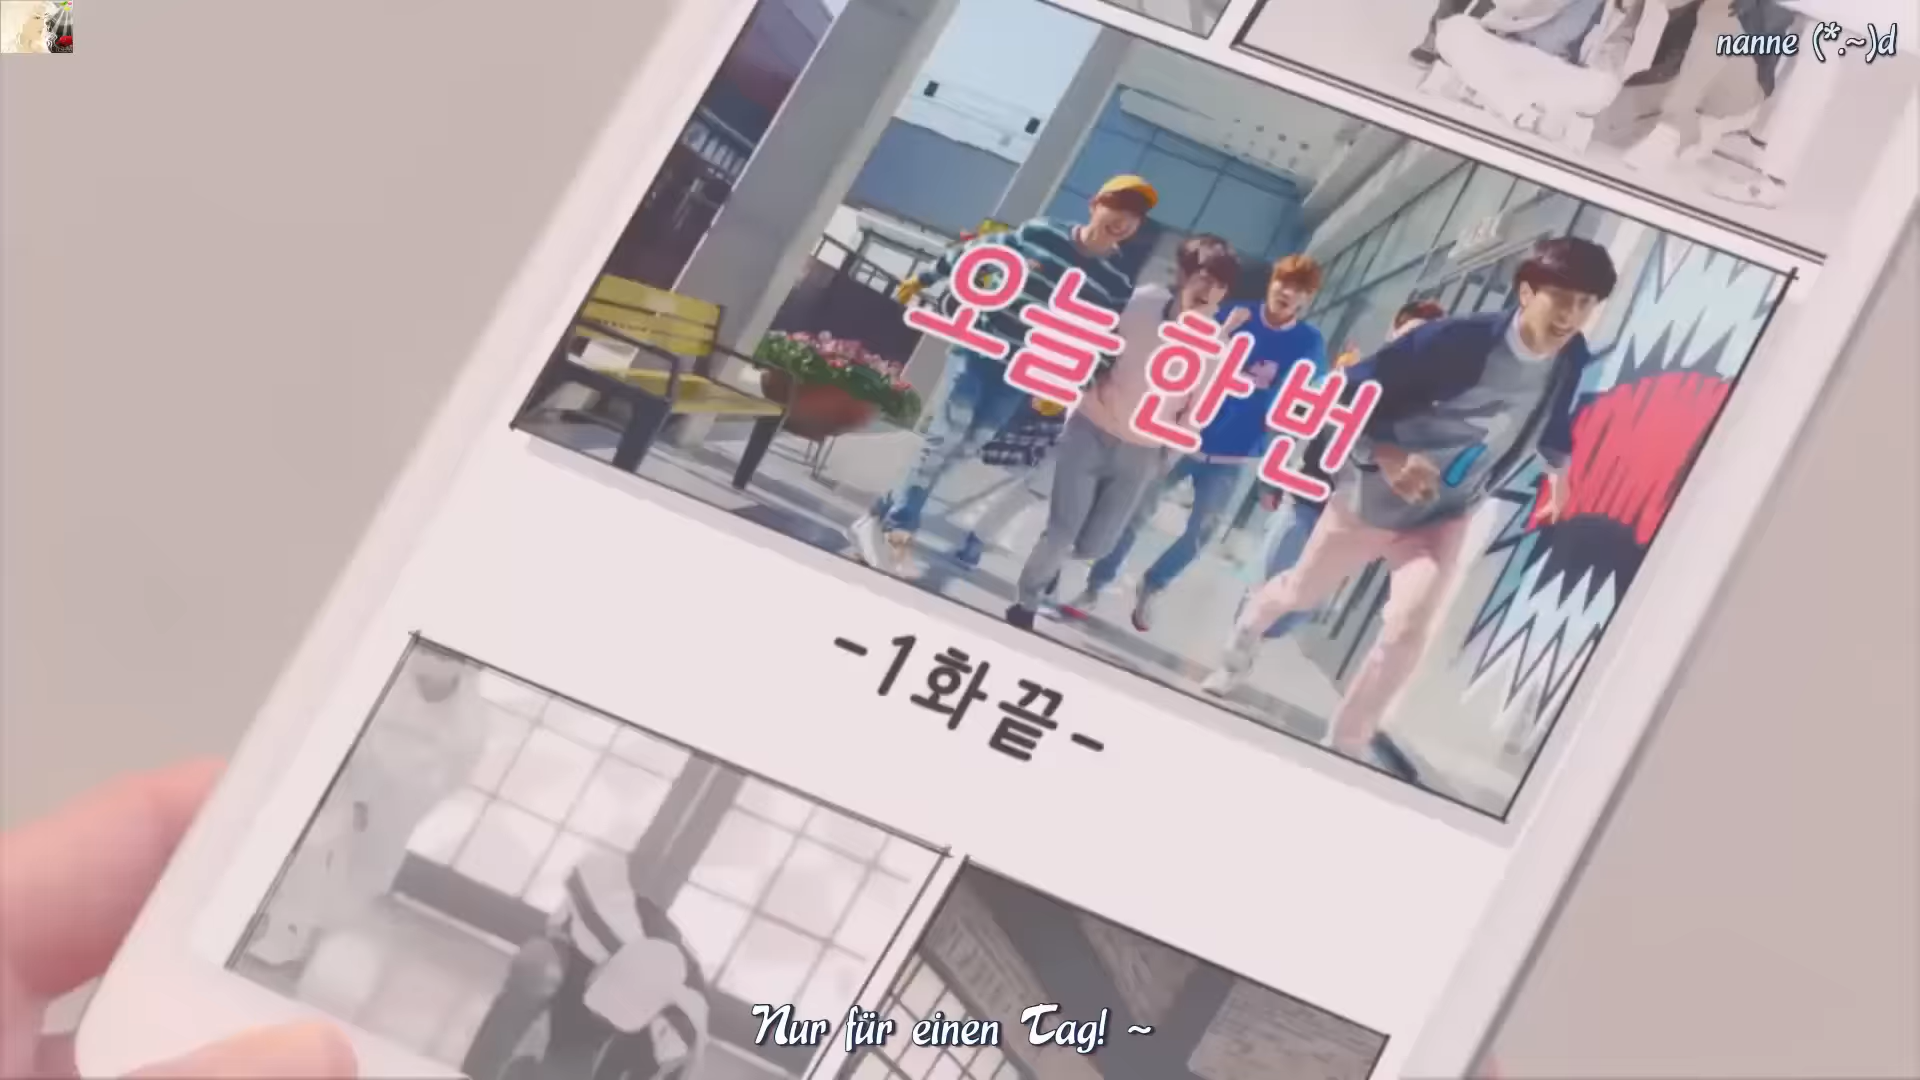 nanne (*.~)d
오늘 한 번
-1화끝-
Nur für einen Tag! ~